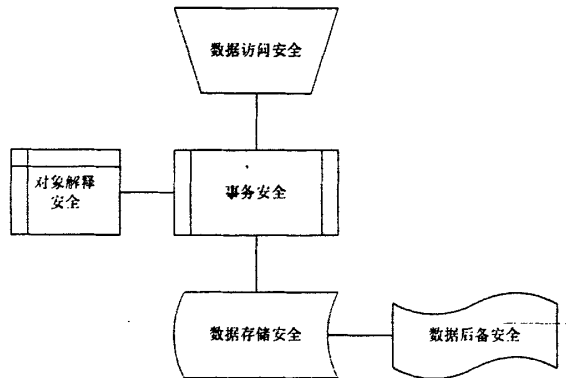 数据访问安全
对象解释
安全
事务安全
数据存储安全
数据后备安全